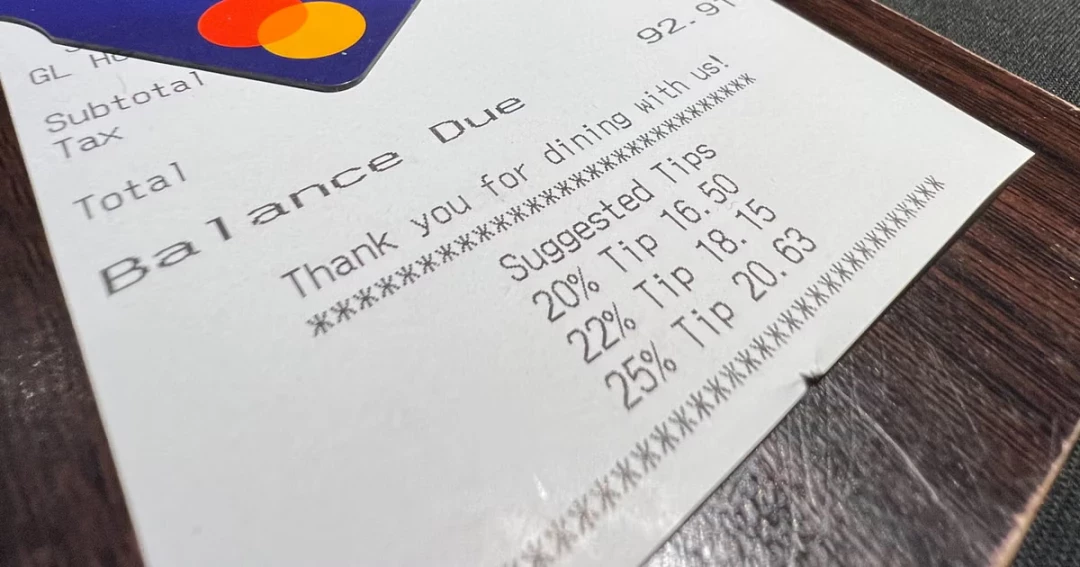 GL
Subtotal
Tax
Total
Balance Due 92.91
Thank you for dining with us!
******************************
Suggested Tips
20% Tip 16.50
22% Tip 18.15
25% Tip 20.63
******************************